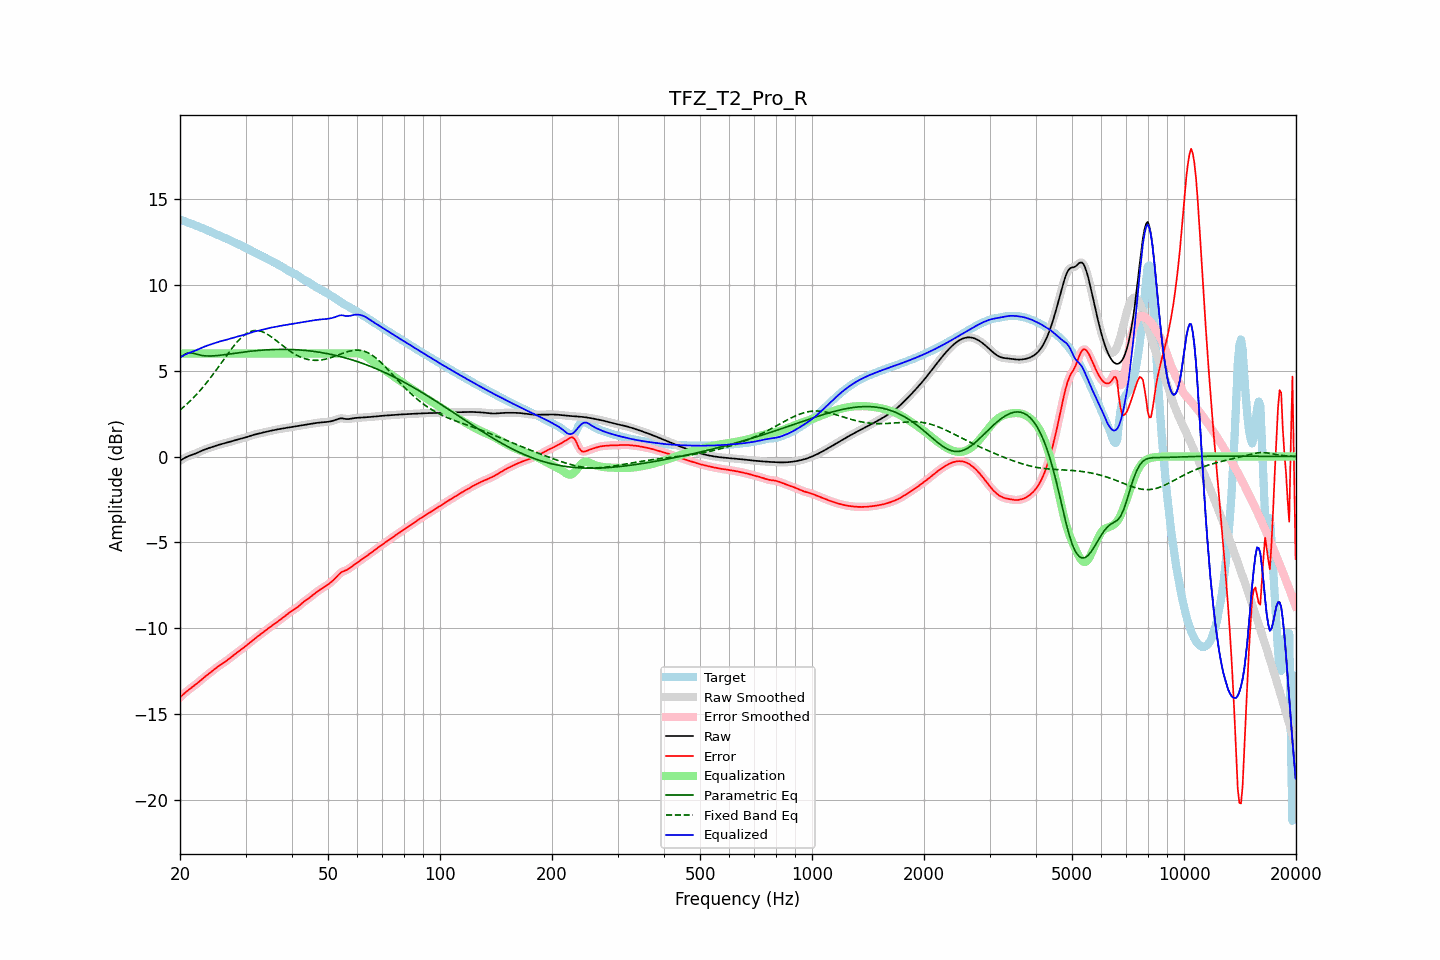 TFZ_T2_Pro_R
Amplitude (dBr)
15
10
5
0
−5
−10
−15
−20
Target
Raw Smoothed
Error Smoothed
Raw
Error
Equalization
Parametric Eq
Fixed Band Eq
Equalized
20 50 100 200 500 1000 2000 5000 10000 20000
Frequency (Hz)